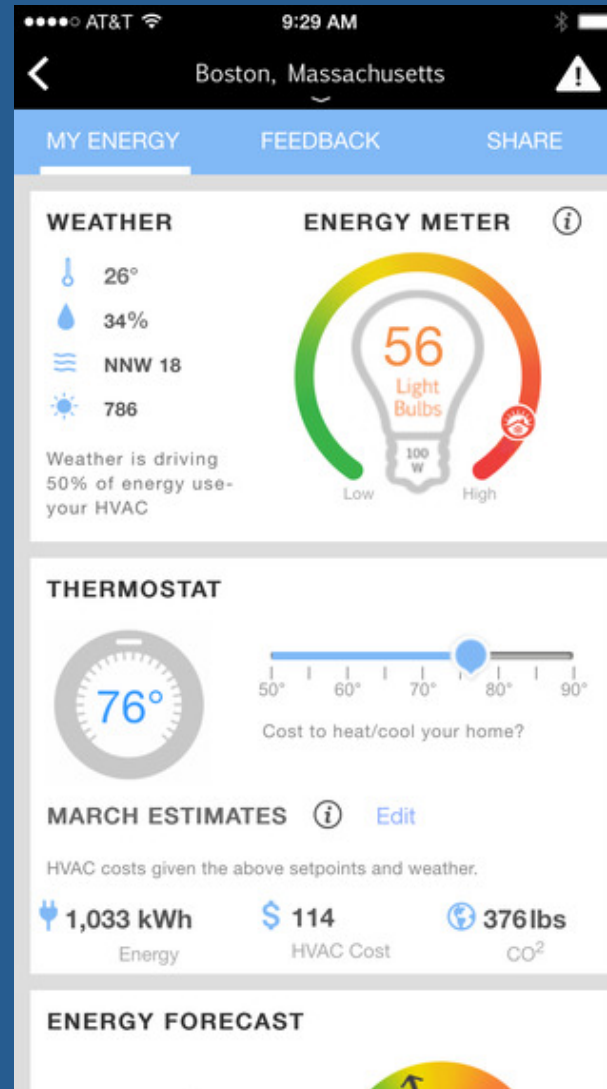 AT&T 9:29 AM
Boston, Massachusetts
MY ENERGY FEEDBACK SHARE
WEATHER
26°
34%
NNW 18
786
Weather is driving
50% of energy use-
your HVAC
ENERGY METER
56
Light
Bulbs
100
W
Low High
THERMOSTAT
76°
50° 60° 70° 80° 90°
Cost to heat/cool your home?
MARCH ESTIMATES Edit
HVAC costs given the above setpoints and weather.
1,033 kWh $ 114 376 lbs
Energy HVAC Cost CO²
ENERGY FORECAST